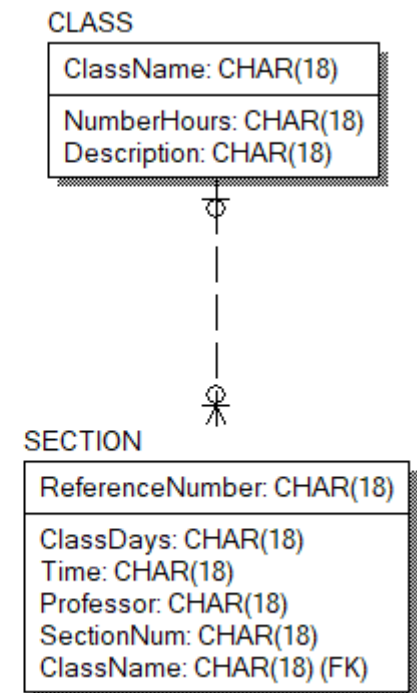 CLASS
ClassName: CHAR(18)
NumberHours: CHAR(18)
Description: CHAR(18)
SECTION
ReferenceNumber: CHAR(18)
ClassDays: CHAR(18)
Time: CHAR(18)
Professor: CHAR(18)
SectionNum: CHAR(18)
ClassName: CHAR(18) (FK)